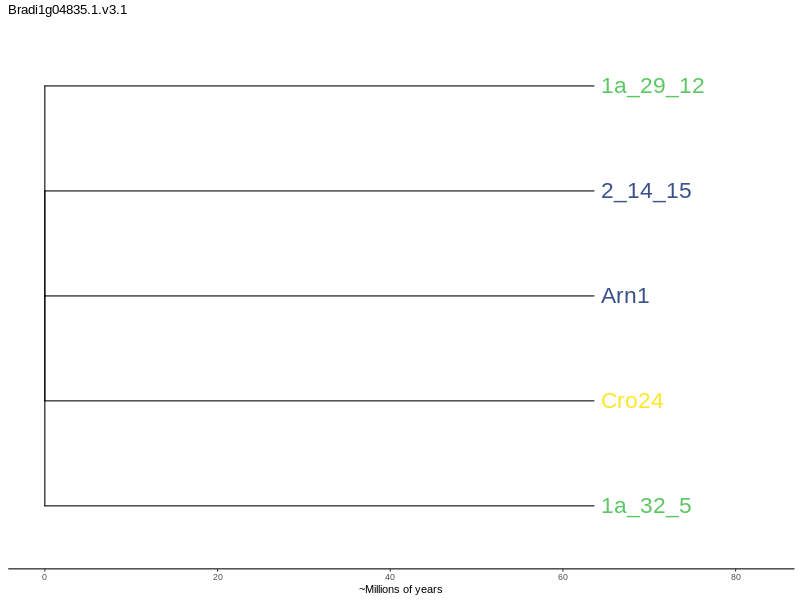 Bradi1g04835.1.v3.1
1a_29_12
2_14_15
Arn1
Cro24
1a_32_5
0 20 40 60 80
~Millions of years